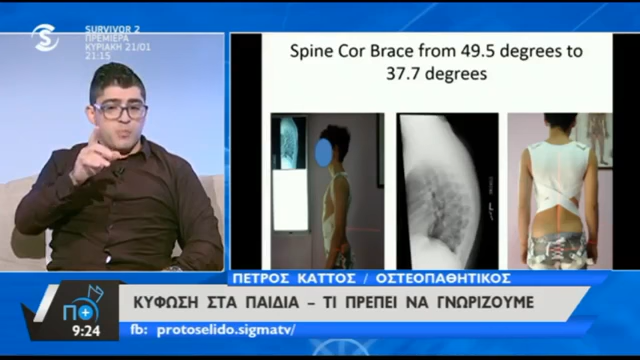 SURVIVOR 2
ΠΡΕΜΙΕΡΑ
ΚΥΡΙΑΚΗ 21/01
21:15
Spine Cor Brace from 49.5 degrees to
37.7 degrees
ΠΕΤΡΟΣ ΚΑΤΤΟΣ / ΟΣΤΕΟΠΑΘΗΤΙΚΟΣ
ΚΥΦΩΣΗ ΣΤΑ ΠΑΙΔΙΑ – ΤΙ ΠΡΕΠΕΙ ΝΑ ΓΝΩΡΙΖΟΥΜΕ
9:24
fb: protoselido.sigmatv/